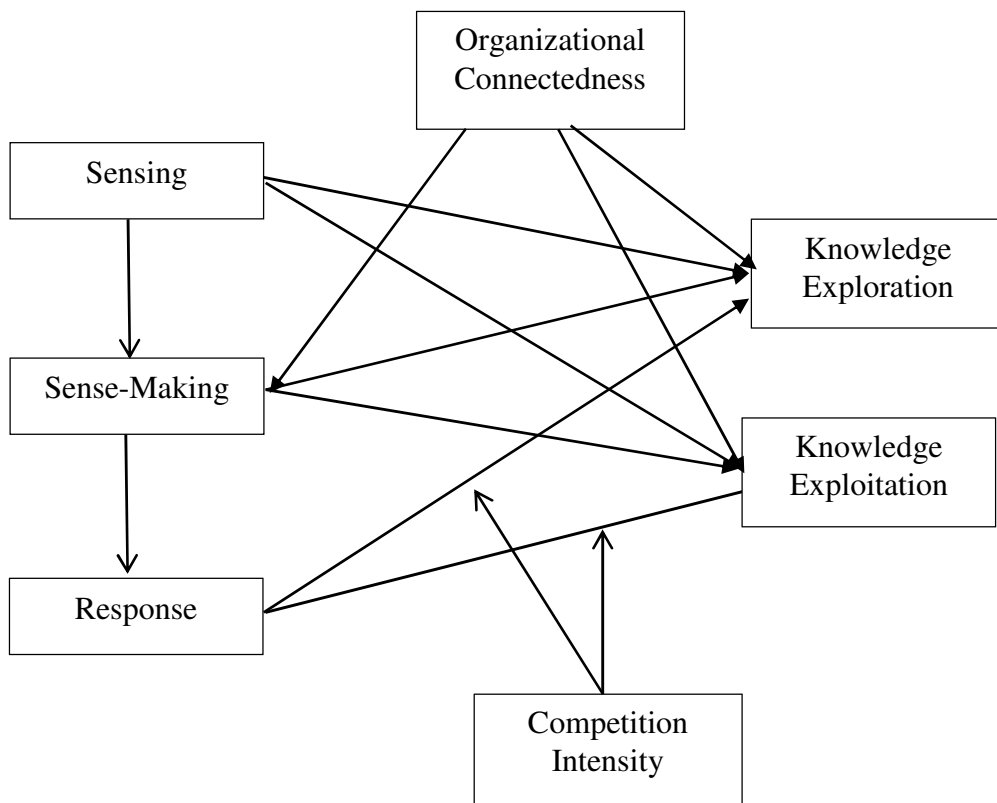 Organizational
Connectedness
Sensing
Knowledge
Exploration
Sense-Making
Knowledge
Exploitation
Response
Competition
Intensity